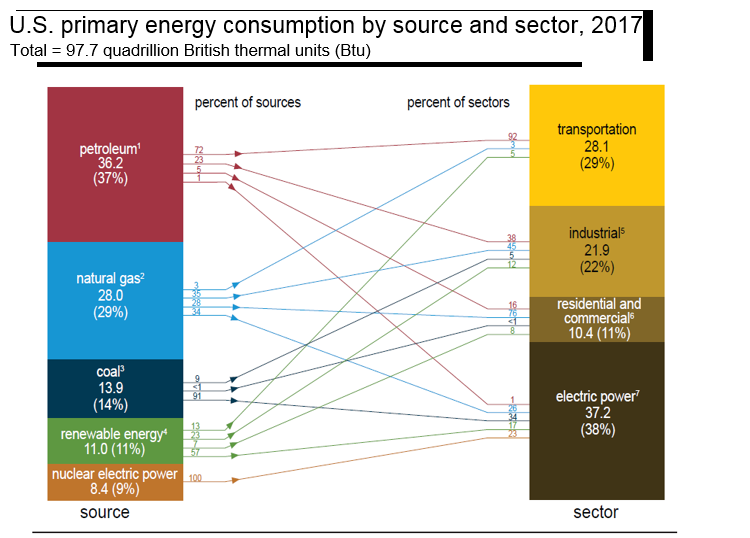 U.S. primary energy consumption by source and sector, 2017
Total = 97.7 quadrillion British thermal units (Btu)
percent of sources
percent of sectors
petroleum¹
36.2
(37%)
72
23
5
1
natural gas²
28.0
(29%)
3
35
28
34
coal³
13.9
(14%)
9
<1
91
renewable energy⁴
11.0 (11%)
13
23
7
57
nuclear electric power
8.4 (9%)
100
source
92
3
5
transportation
28.1
(29%)
38
45
5
12
industrial⁵
21.9
(22%)
16
76
<1
8
residential and
commercial⁶
10.4 (11%)
1
26
34
17
23
electric power⁷
37.2
(38%)
sector